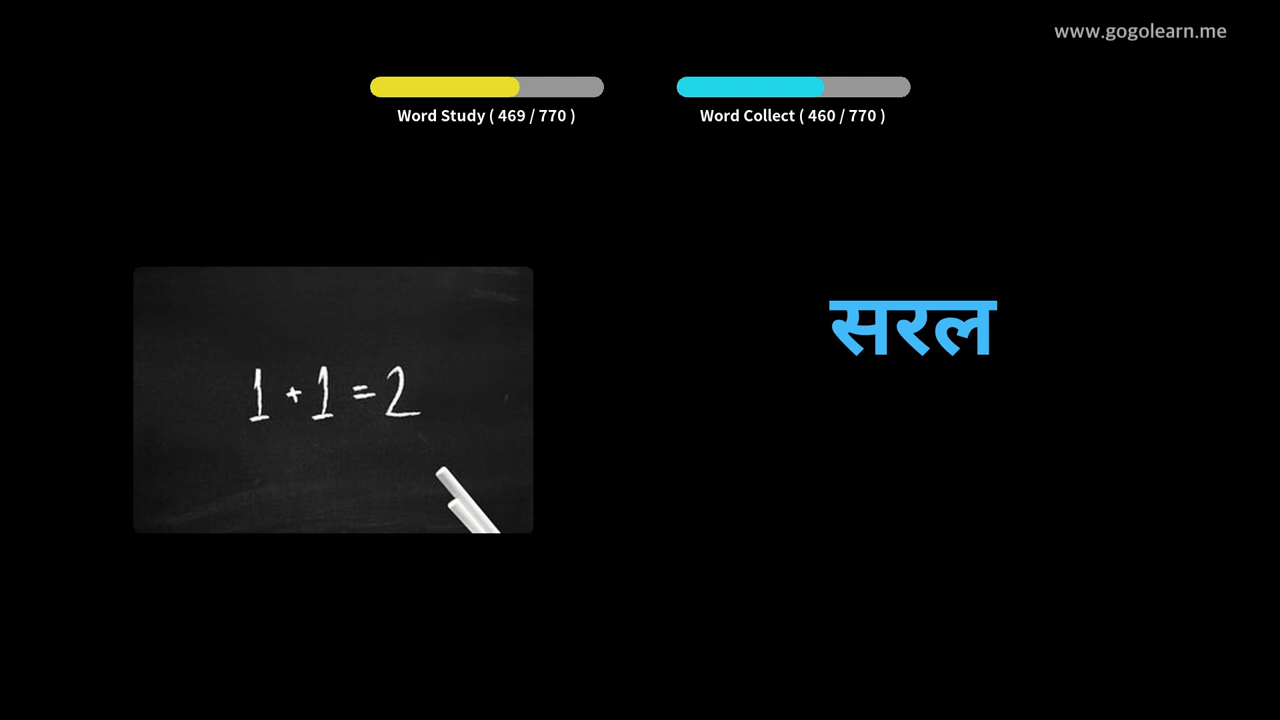 www.gogolearn.me
Word Study ( 469 / 770 )
Word Collect ( 460 / 770 )
1 + 1 = 2
सरल